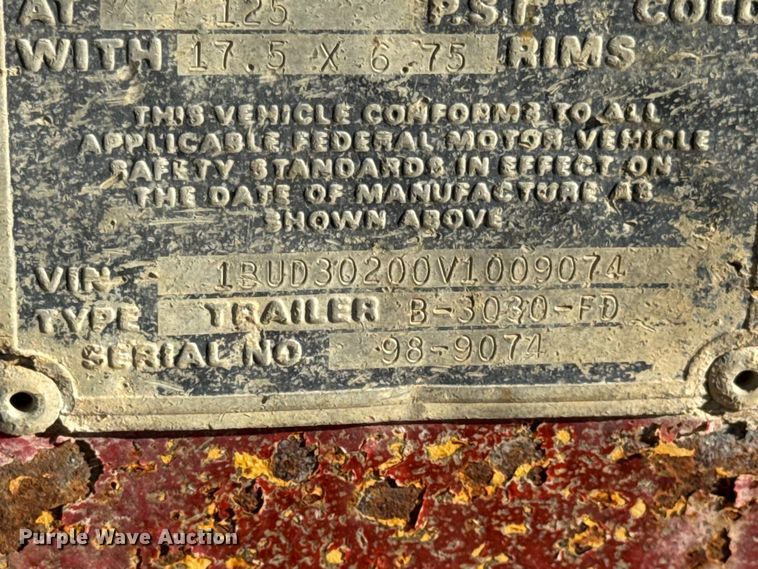 AT 125 P.S.I. COLD
WITH 17.5 X 6.75 RIMS
THIS VEHICLE CONFORMS TO ALL
APPLICABLE FEDERAL MOTOR VEHICLE
SAFETY STANDARDS IN EFFECT ON
THE DATE OF MANUFACTURE AS
SHOWN ABOVE
VIN 1BUD30200V1009074
TYPE TRAILER B-3030-FD
SERIAL NO 98-9074
Purple Wave Auction